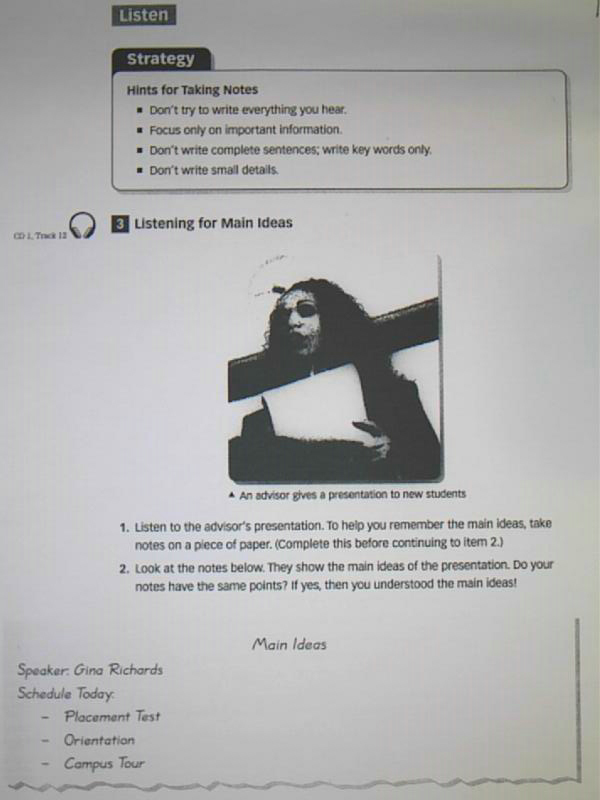 Listen
Strategy
Hints for Taking Notes
▪ Don't try to write everything you hear.
▪ Focus only on important information.
▪ Don't write complete sentences; write key words only.
▪ Don't write small details.
CD 1, Track 12
3 Listening for Main Ideas
▲ An advisor gives a presentation to new students
1. Listen to the advisor's presentation. To help you remember the main ideas, take
notes on a piece of paper. (Complete this before continuing to item 2.)
2. Look at the notes below. They show the main ideas of the presentation. Do your
notes have the same points? If yes, then you understood the main ideas!
Main Ideas
Speaker: Gina Richards
Schedule Today:
– Placement Test
– Orientation
– Campus Tour